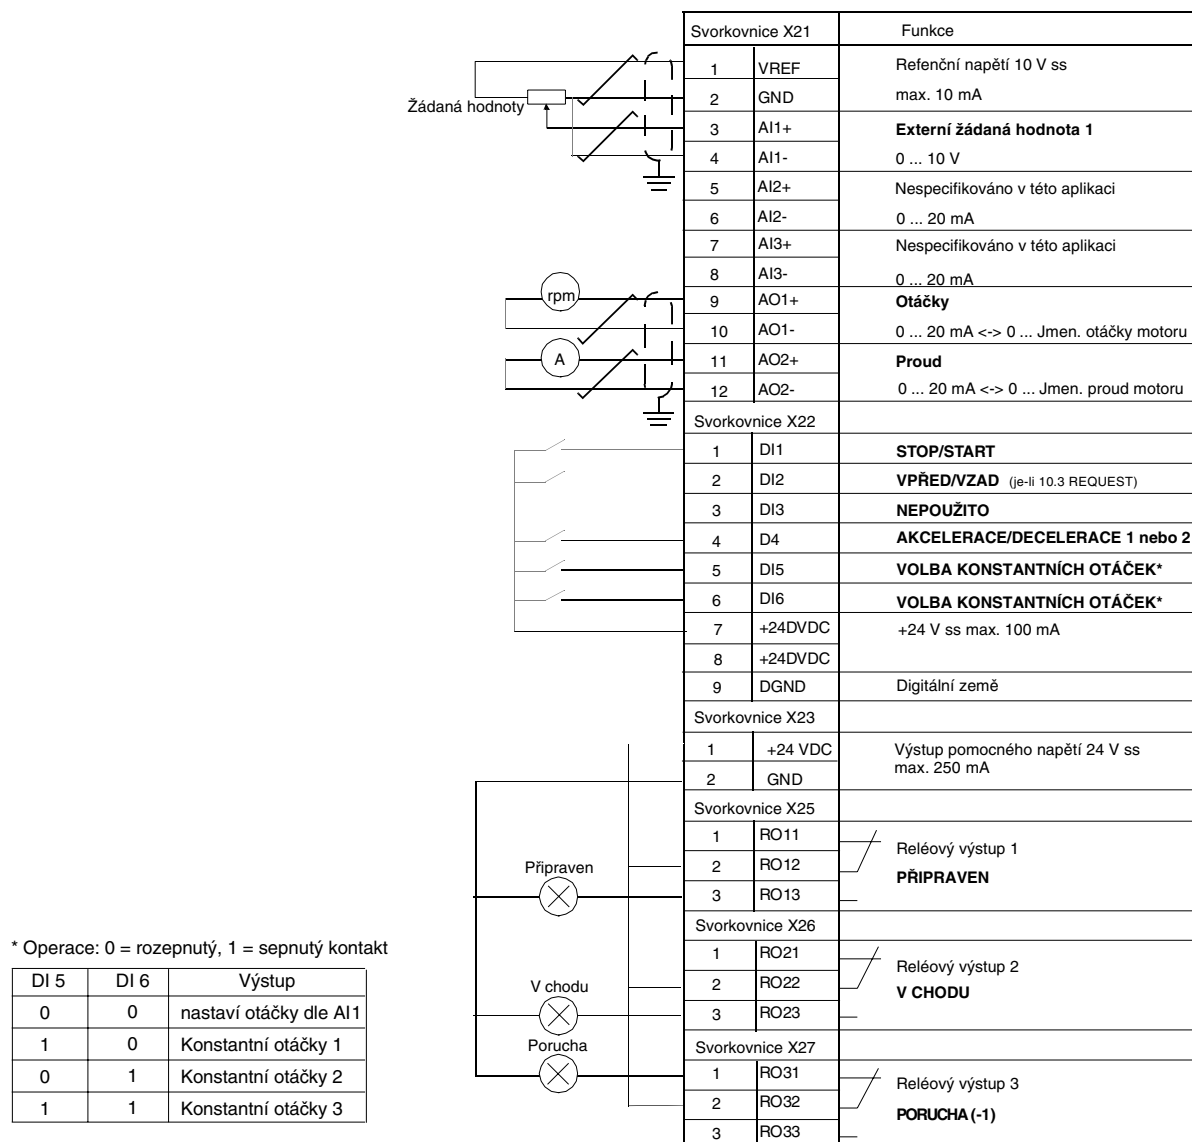 Svorkovnice X21 Funkce
1 VREF Refenční napětí 10 V ss
2 GND max. 10 mA
Žádaná hodnoty
3 AI1+ Externí žádaná hodnota 1
4 AI1- 0 ... 10 V
5 AI2+ Nespecifikováno v této aplikaci
6 AI2- 0 ... 20 mA
7 AI3+ Nespecifikováno v této aplikaci
8 AI3- 0 ... 20 mA
rpm
9 AO1+ Otáčky
10 AO1- 0 ... 20 mA <-> 0 ... Jmen. otáčky motoru
A
11 AO2+ Proud
12 AO2- 0 ... 20 mA <-> 0 ... Jmen. proud motoru
Svorkovnice X22
1 DI1 STOP/START
2 DI2 VPŘED/VZAD (je-li 10.3 REQUEST)
3 DI3 NEPOUŽITO
4 D4 AKCELERACE/DECELERACE 1 nebo 2
5 DI5 VOLBA KONSTANTNÍCH OTÁČEK*
6 DI6 VOLBA KONSTANTNÍCH OTÁČEK*
7 +24DVDC +24 V ss max. 100 mA
8 +24DVDC
9 DGND Digitální země
Svorkovnice X23
1 +24 VDC Výstup pomocného napětí 24 V ss
max. 250 mA
2 GND
Svorkovnice X25
1 RO11 Reléový výstup 1
2 RO12 PŘIPRAVEN
Připraven
3 RO13
Svorkovnice X26
1 RO21 Reléový výstup 2
2 RO22 V CHODU
V chodu
3 RO23
Porucha
Svorkovnice X27
1 RO31 Reléový výstup 3
2 RO32 PORUCHA (-1)
3 RO33
* Operace: 0 = rozepnutý, 1 = sepnutý kontakt
DI 5 DI 6 Výstup
0 0 nastaví otáčky dle AI1
1 0 Konstantní otáčky 1
0 1 Konstantní otáčky 2
1 1 Konstantní otáčky 3